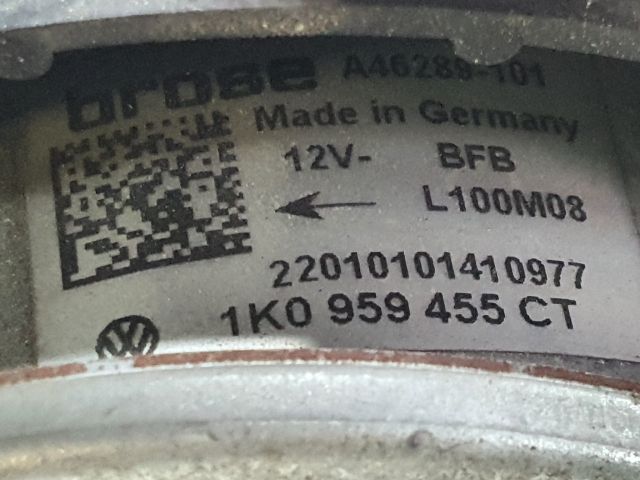 brose A46289-101
Made in Germany
12V- BFB
L100M08
22010101410977
1K0 959 455 CT